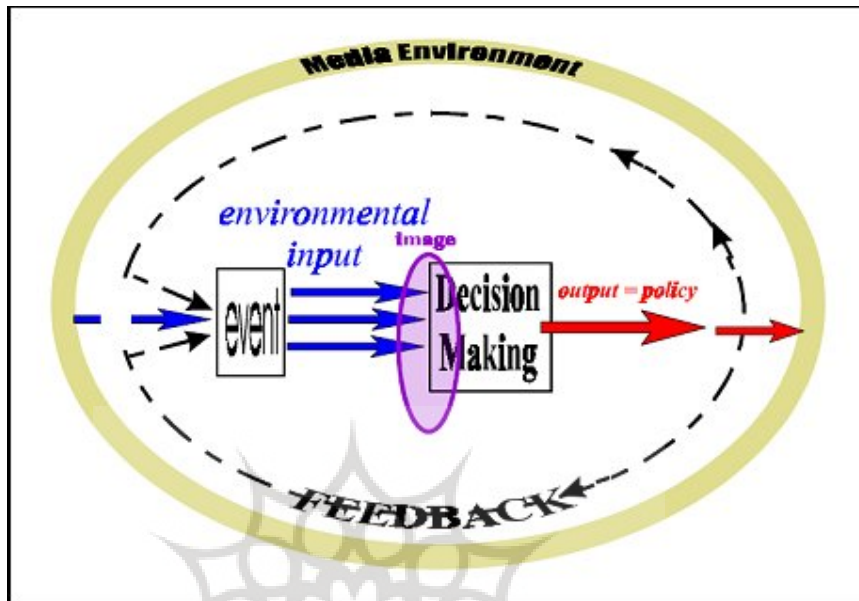 Media Environment
environmental
input
image
event
Decision
Making
output = policy
FEEDBACK